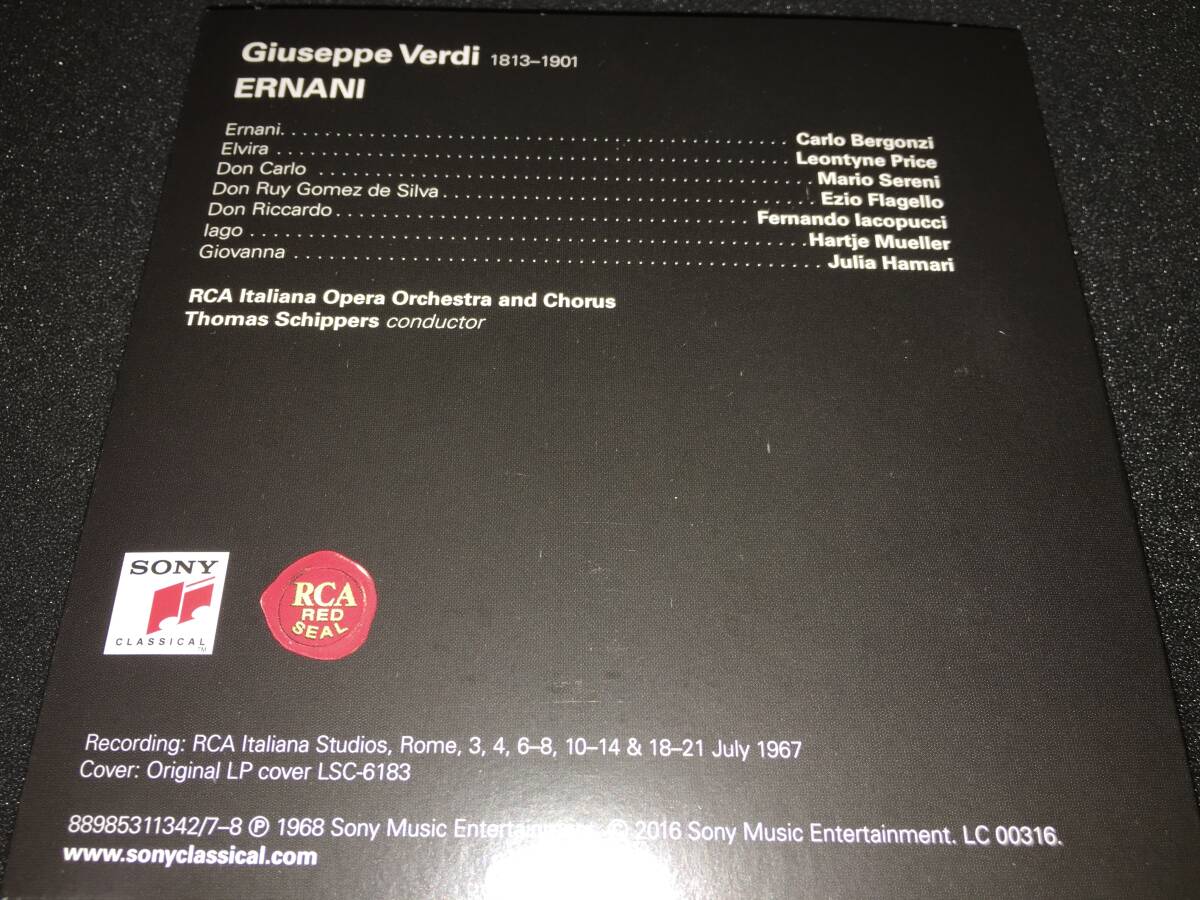 Giuseppe Verdi 1813–1901
ERNANI
Ernani. . . . . . . . . . . . . . . . . . . . . . . . . . . . . . . . . . . . . . . . . . Carlo Bergonzi
Elvira . . . . . . . . . . . . . . . . . . . . . . . . . . . . . . . . . . . . . . . . . . Leontyne Price
Don Carlo . . . . . . . . . . . . . . . . . . . . . . . . . . . . . . . . . . . . . . . . Mario Sereni
Don Ruy Gomez de Silva . . . . . . . . . . . . . . . . . . . . . . . . . . . . . . Ezio Flagello
Don Riccardo . . . . . . . . . . . . . . . . . . . . . . . . . . . . . . . . . Fernando Iacopucci
Iago . . . . . . . . . . . . . . . . . . . . . . . . . . . . . . . . . . . . . . . . . . . Hartje Mueller
Giovanna . . . . . . . . . . . . . . . . . . . . . . . . . . . . . . . . . . . . . . . . . Julia Hamari
RCA Italiana Opera Orchestra and Chorus
Thomas Schippers conductor
SONY
CLASSICAL
TM
RCA
RED
SEAL
Recording: RCA Italiana Studios, Rome, 3, 4, 6–8, 10–14 & 18–21 July 1967
Cover: Original LP cover LSC-6183
88985311342/7–8 ℗ 1968 Sony Music Entertainment. © 2016 Sony Music Entertainment. LC 00316.
www.sonyclassical.com